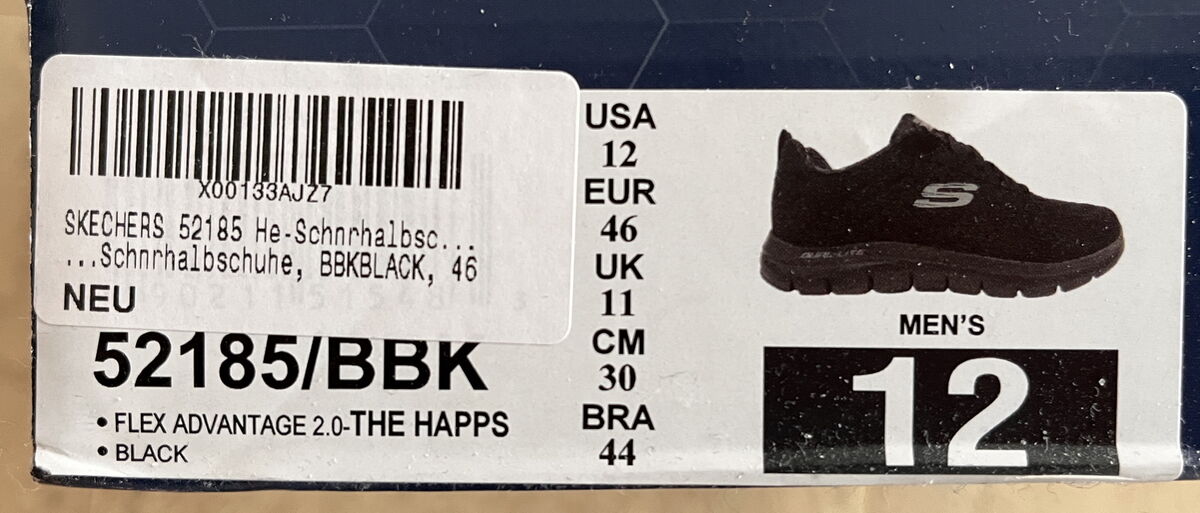 X00133AJZ7
SKECHERS 52185 He-Schnrhalbsc...
...Schnrhalbschuhe, BBKBLACK, 46
NEU
52185/BBK
• FLEX ADVANTAGE 2.0-THE HAPPS
• BLACK
USA
12
EUR
46
UK
11
CM
30
BRA
44
S
MEN'S
12